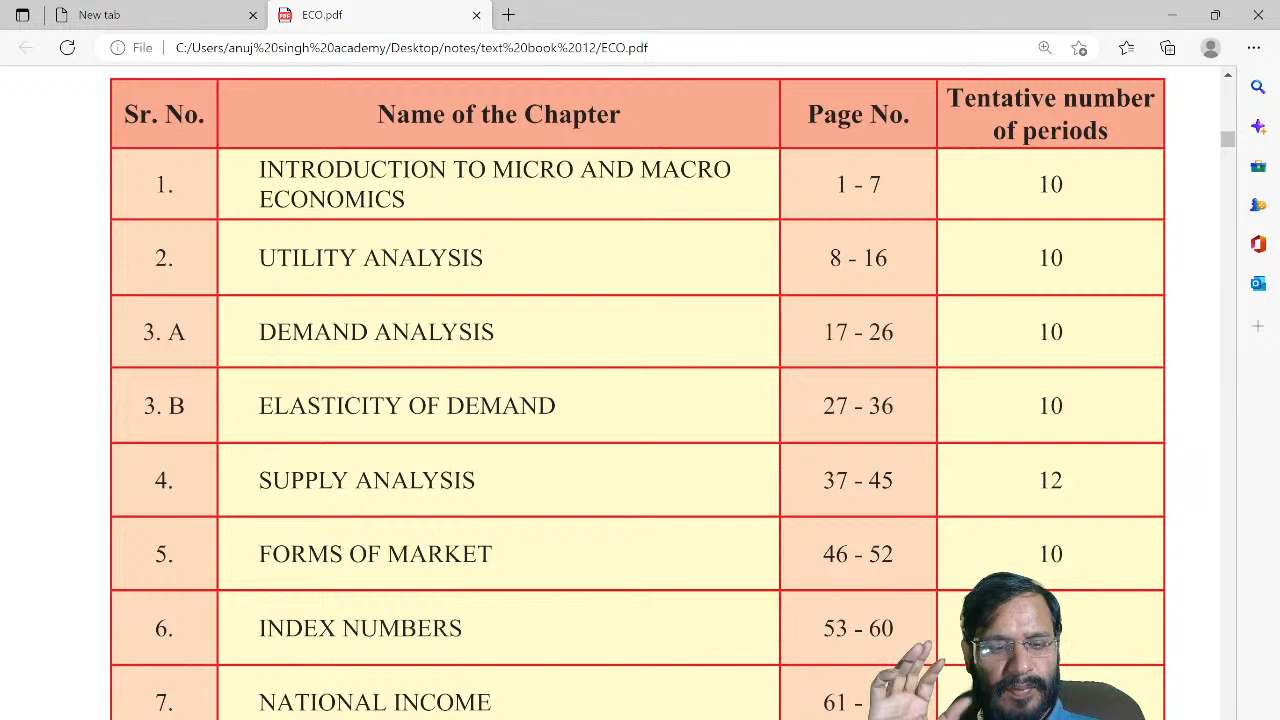 New tab
ECO.pdf
File
C:/Users/anuj%20singh%20academy/Desktop/notes/text%20book%2012/ECO.pdf
Sr. No. Name of the Chapter Page No. Tentative number of periods
1. INTRODUCTION TO MICRO AND MACRO ECONOMICS 1 - 7 10
2. UTILITY ANALYSIS 8 - 16 10
3. A DEMAND ANALYSIS 17 - 26 10
3. B ELASTICITY OF DEMAND 27 - 36 10
4. SUPPLY ANALYSIS 37 - 45 12
5. FORMS OF MARKET 46 - 52 10
6. INDEX NUMBERS 53 - 60
7. NATIONAL INCOME 61 -